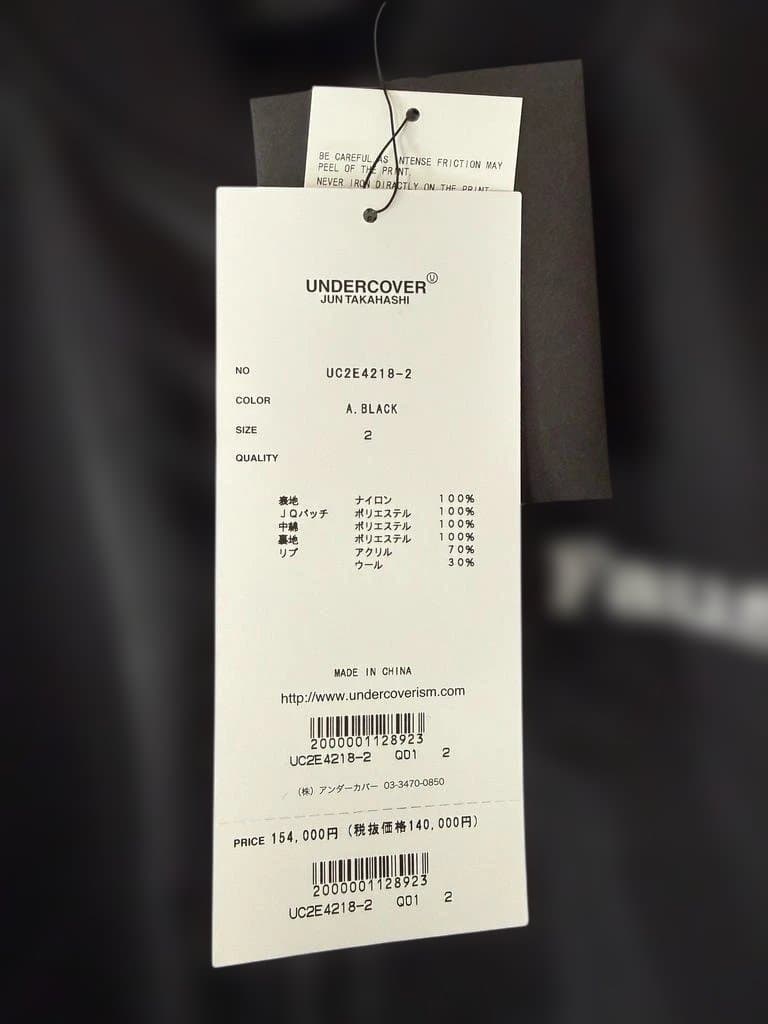 BE CAREFUL AS INTENSE FRICTION MAY
PEEL OF THE PRINT.
NEVER IRON DIRACTLY ON THE PRINT
UNDERCOVER Ⓤ
JUN TAKAHASHI
NO UC2E4218-2
COLOR A.BLACK
SIZE 2
QUALITY
表地 ナイロン 100%
JQパッチ ポリエステル 100%
中綿 ポリエステル 100%
裏地 ポリエステル 100%
リブ アクリル 70%
ウール 30%
MADE IN CHINA
http://www.undercoverism.com
2000001128923
UC2E4218-2 Q01 2
(株) アンダーカバー 03-3470-0850
PRICE 154,000円 (税抜価格140,000円)
2000001128923
UC2E4218-2 Q01 2